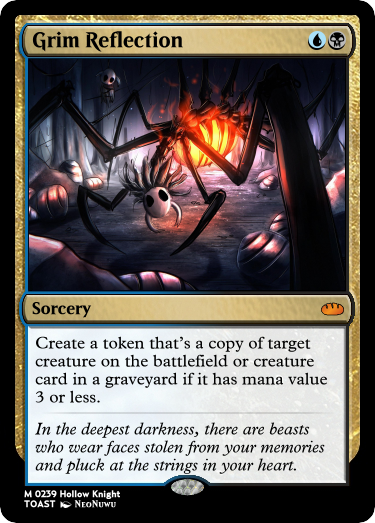 Grim Reflection
Sorcery
Create a token that's a copy of target
creature on the battlefield or creature
card in a graveyard if it has mana value
3 or less.
In the deepest darkness, there are beasts
who wear faces stolen from your memories
and pluck at the strings in your heart.
M 0239 Hollow Knight
TOAST NeoNuwu